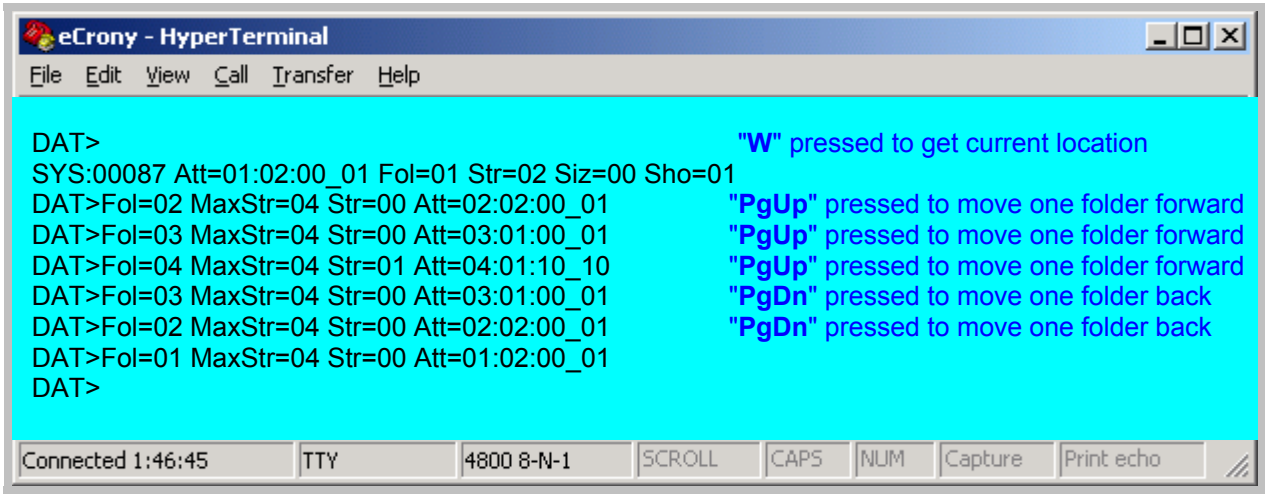 eCrony - HyperTerminal
File Edit View Call Transfer Help
DAT> "W" pressed to get current location
SYS:00087 Att=01:02:00_01 Fol=01 Str=02 Siz=00 Sho=01
DAT>Fol=02 MaxStr=04 Str=00 Att=02:02:00_01 "PgUp" pressed to move one folder forward
DAT>Fol=03 MaxStr=04 Str=00 Att=03:01:00_01 "PgUp" pressed to move one folder forward
DAT>Fol=04 MaxStr=04 Str=01 Att=04:01:10_10 "PgUp" pressed to move one folder forward
DAT>Fol=03 MaxStr=04 Str=00 Att=03:01:00_01 "PgDn" pressed to move one folder back
DAT>Fol=02 MaxStr=04 Str=00 Att=02:02:00_01 "PgDn" pressed to move one folder back
DAT>Fol=01 MaxStr=04 Str=00 Att=01:02:00_01
DAT>
Connected 1:46:45 TTY 4800 8-N-1 SCROLL CAPS NUM Capture Print echo